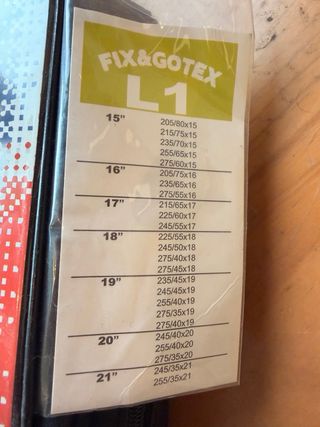 FIX&GOTEX
L1
15" 205/80x15
215/75x15
235/70x15
255/65x15
275/60x15
16" 205/75x16
235/65x16
275/55x16
17" 215/65x17
225/60x17
245/55x17
18" 225/55x18
245/50x18
275/40x18
275/45x18
19" 235/45x19
245/45x19
255/40x19
275/35x19
275/40x19
20" 245/40x20
255/40x20
275/35x20
21" 245/35x21
255/35x21